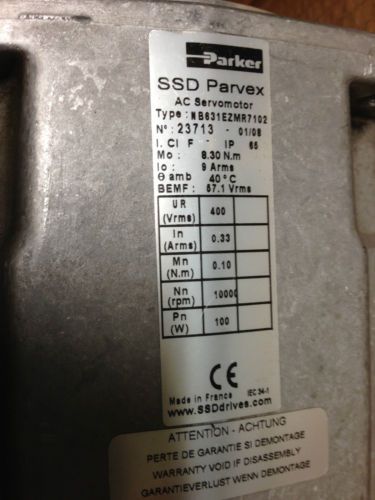 Parker
SSD Parvex
AC Servomotor
Type : NB631EZMR7102
N° : 23713 - 01/08
I. Cl F IP 65
Mo : 8.30 N.m
Io : 9 Arms
Θ amb 40°C
BEMF : 57.1 Vrms
UR (Vrms) 400
In (Arms) 0.33
Mn (N.m) 0.10
Nn (rpm) 10000
Pn (W) 100
CE
Made in France IEC 34-1
www.SSDdrives.com
ATTENTION - ACHTUNG
PERTE DE GARANTIE SI DEMONTAGE
WARRANTY VOID IF DISASSEMBLY
GARANTIEVERLUST WENN DEMONTAGE